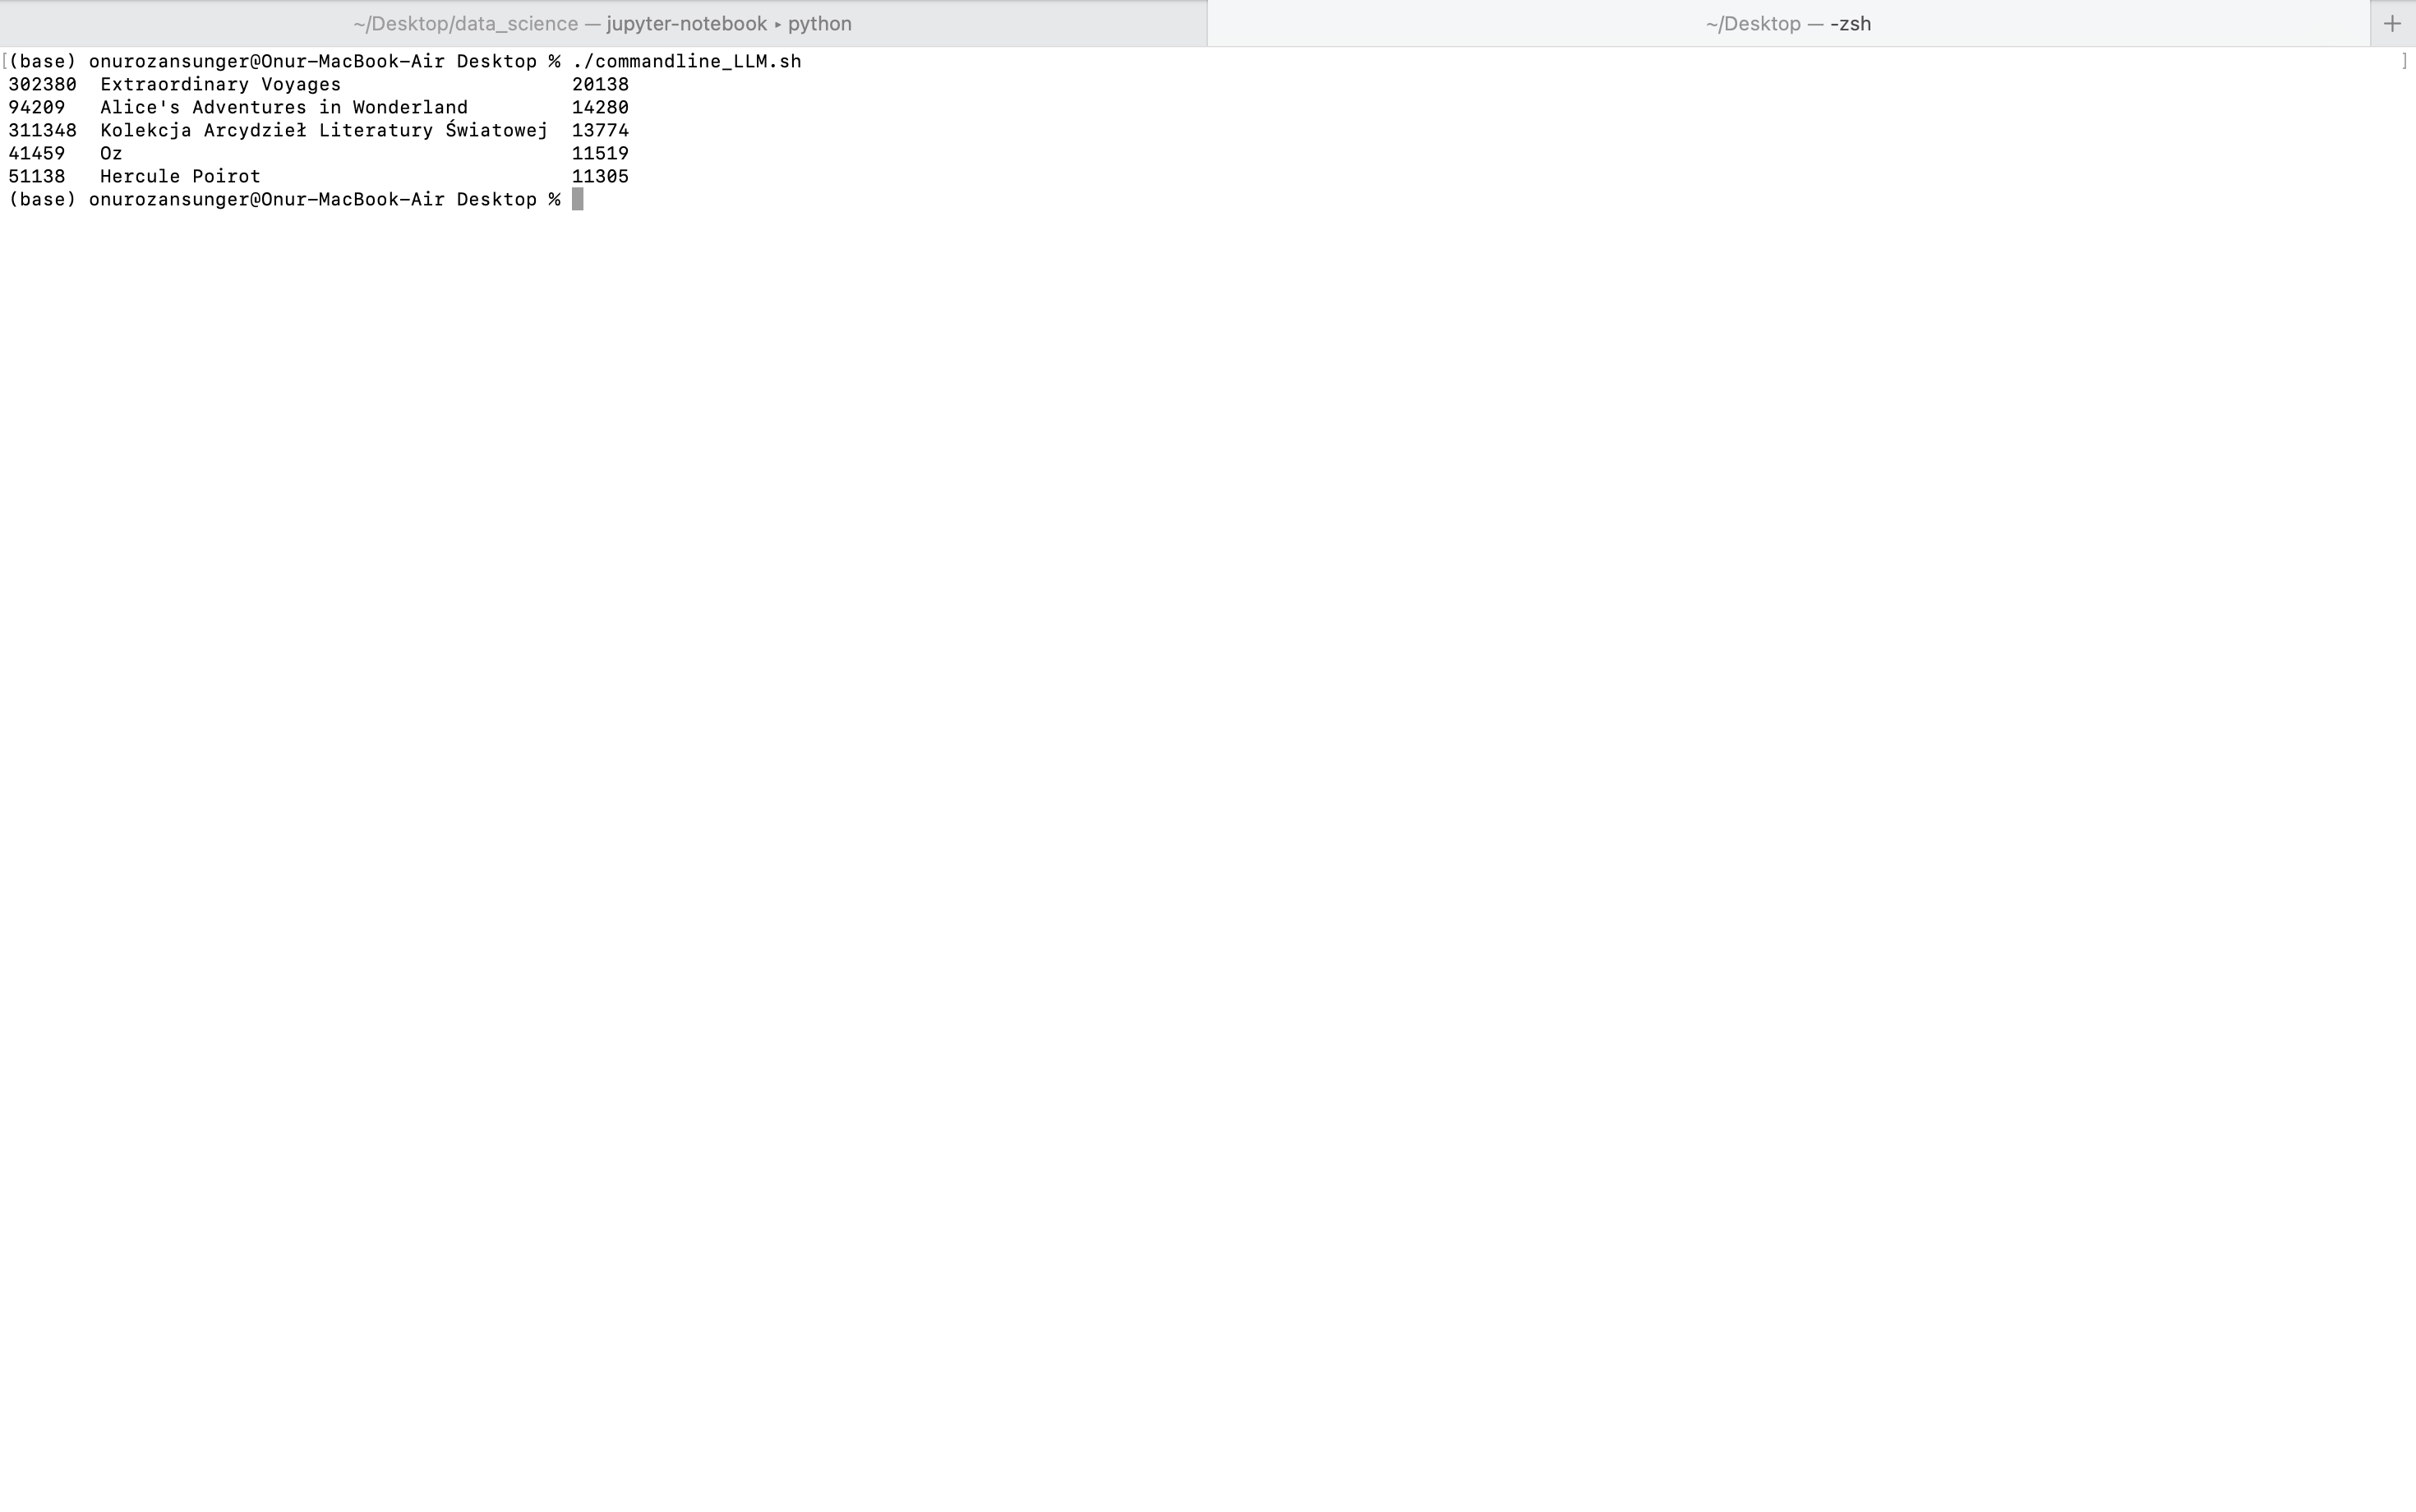 ~/Desktop/data_science — jupyter-notebook ▸ python
~/Desktop — -zsh
+
[(base) onurozansunger@Onur-MacBook-Air Desktop % ./commandline_LLM.sh ]
302380  Extraordinary Voyages                    20138
94209   Alice's Adventures in Wonderland         14280
311348  Kolekcja Arcydzieł Literatury Światowej  13774
41459   Oz                                       11519
51138   Hercule Poirot                           11305
(base) onurozansunger@Onur-MacBook-Air Desktop %